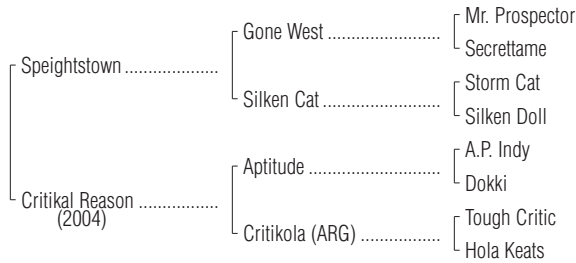 Mr. Prospector
Gone West ........................
Secrettame
Speightstown ....................
Storm Cat
Silken Cat .........................
Silken Doll
A.P. Indy
Aptitude ............................
Dokki
Critikal Reason .................
(2004)
Tough Critic
Critikola (ARG) .................
Hola Keats